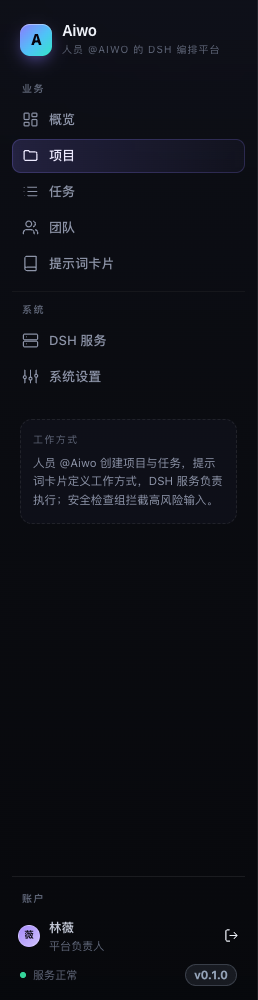 A
Aiwo
人员 @AIWO 的 DSH 编排平台
业务
概览
项目
任务
团队
提示词卡片
系统
DSH 服务
系统设置
工作方式
人员 @Aiwo 创建项目与任务，提示
词卡片定义工作方式，DSH 服务负责
执行；安全检查组拦截高风险输入。
账户
薇
林薇
平台负责人
服务正常
v0.1.0